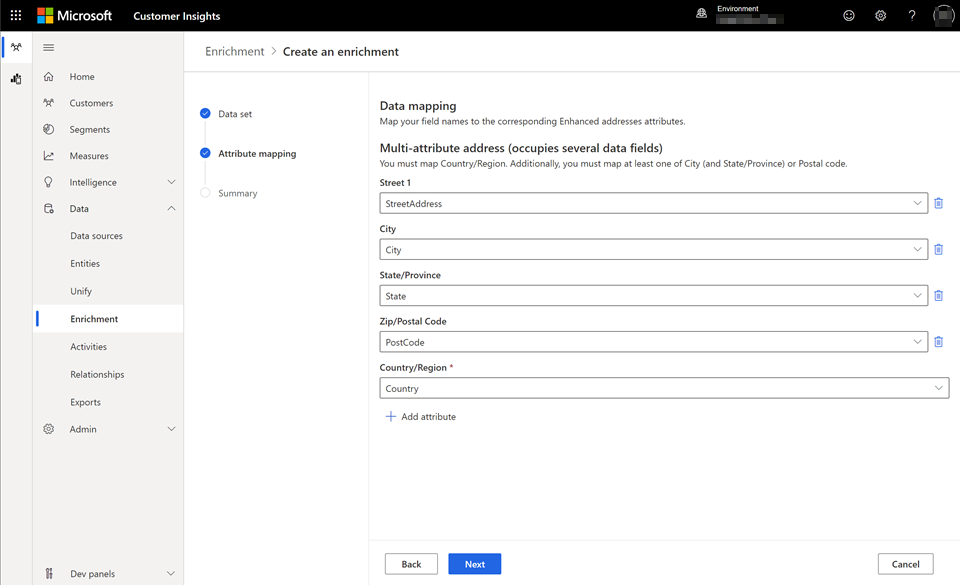 Microsoft
Customer Insights
Environment
?
Home
Customers
Segments
Measures
Intelligence
Data
Data sources
Entities
Unify
Enrichment
Activities
Relationships
Exports
Admin
Dev panels
Enrichment > Create an enrichment
Data set
Attribute mapping
Summary
Data mapping
Map your field names to the corresponding Enhanced addresses attributes.
Multi-attribute address (occupies several data fields)
You must map Country/Region. Additionally, you must map at least one of City (and State/Province) or Postal code.
Street 1
StreetAddress
City
City
State/Province
State
Zip/Postal Code
PostCode
Country/Region *
Country
+ Add attribute
Back
Next
Cancel